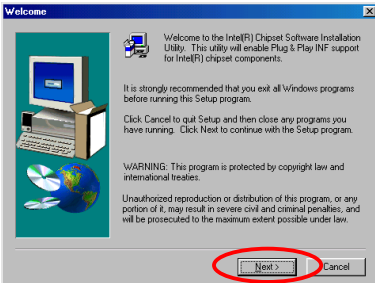 Welcome
Welcome to the Intel(R) Chipset Software Installation
Utility. This utility will enable Plug & Play INF support
for Intel(R) chipset components.
It is strongly recommended that you exit all Windows programs
before running this Setup program.
Click Cancel to quit Setup and then close any programs you
have running. Click Next to continue with the Setup program.
WARNING: This program is protected by copyright law and
international treaties.
Unauthorized reproduction or distribution of this program, or any
portion of it, may result in severe civil and criminal penalties, and
will be prosecuted to the maximum extent possible under law.
Next >
Cancel